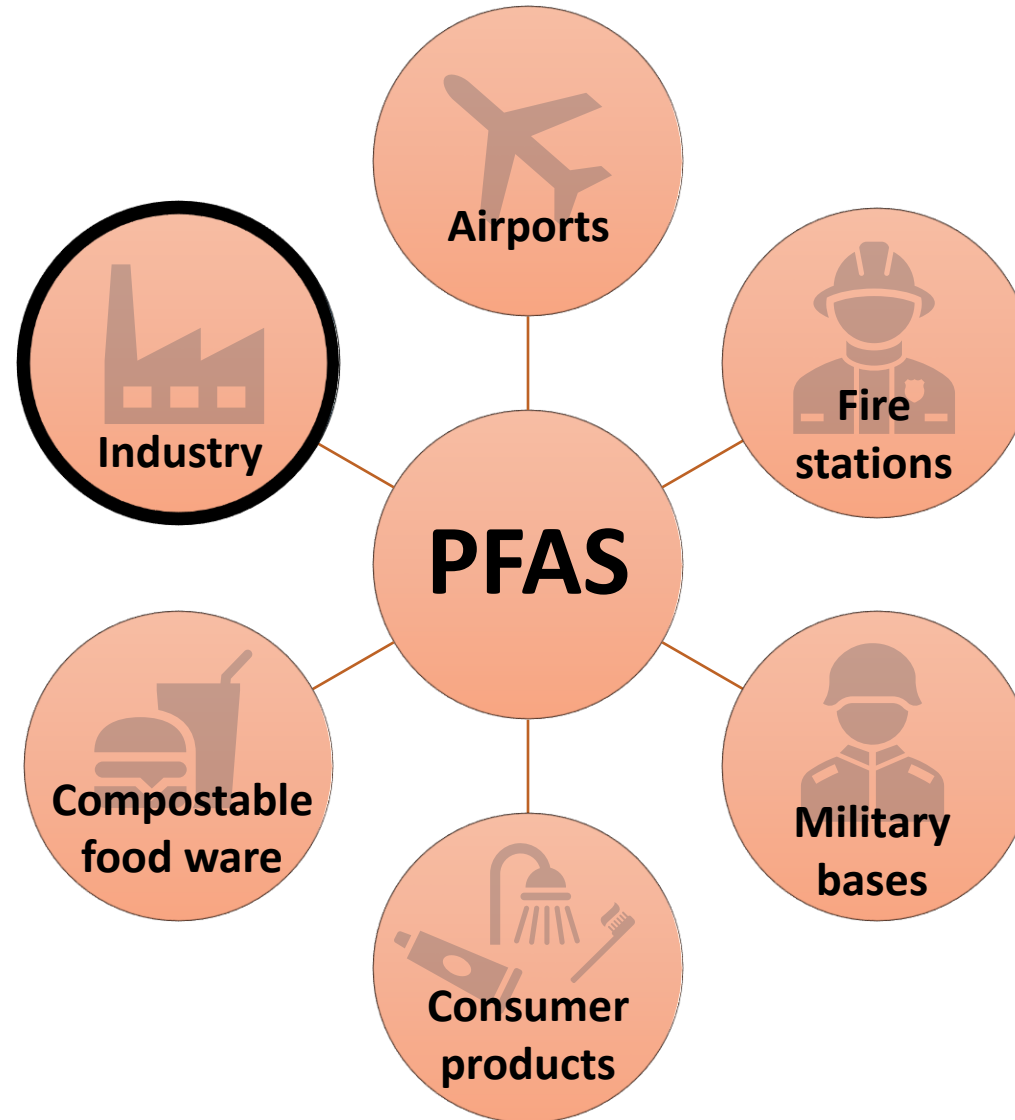 Airports
Industry
Fire
stations
PFAS
Compostable
food ware
Military
bases
Consumer
products